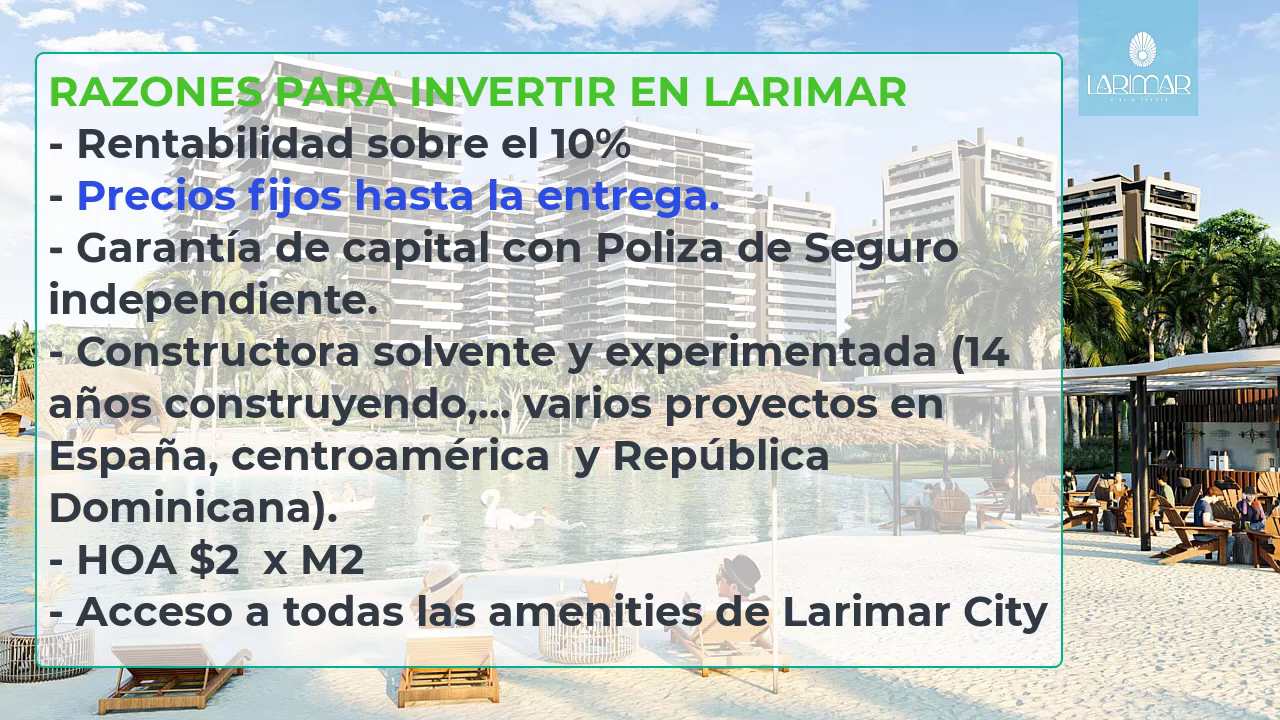 RAZONES PARA INVERTIR EN LARIMAR
- Rentabilidad sobre el 10%
- Precios fijos hasta la entrega.
- Garantía de capital con Poliza de Seguro
independiente.
- Constructora solvente y experimentada (14
años construyendo,... varios proyectos en
España, centroamérica  y República
Dominicana).
- HOA $2  x M2
- Acceso a todas las amenities de Larimar City
LARIMAR